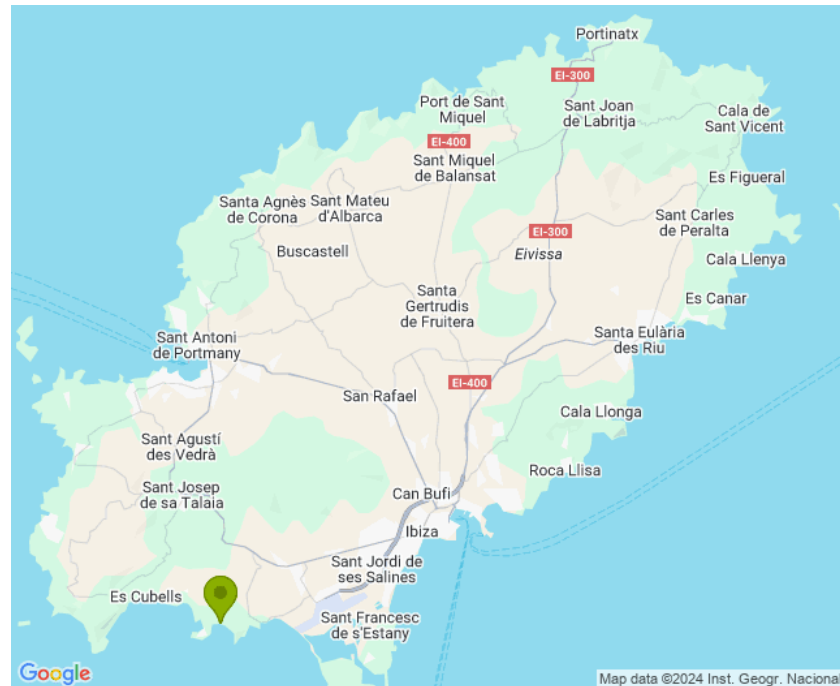 Portinatx
EI-300
Port de Sant
Miquel
Sant Joan
de Labritja
Cala de
Sant Vicent
EI-400
Sant Miquel
de Balansat
Es Figueral
Santa Agnès
de Corona
Sant Mateu
d'Albarca
Sant Carles
de Peralta
EI-300
Buscastell
Eivissa
Cala Llenya
Santa
Gertrudis
de Fruitera
Es Canar
Sant Antoni
de Portmany
Santa Eulària
des Riu
EI-400
San Rafael
Cala Llonga
Sant Agustí
des Vedrà
Roca Llisa
Sant Josep
de sa Talaia
Can Bufi
Ibiza
Sant Jordi de
ses Salines
Es Cubells
Sant Francesc
de s'Estany
Google
Map data ©2024 Inst. Geogr. Nacional